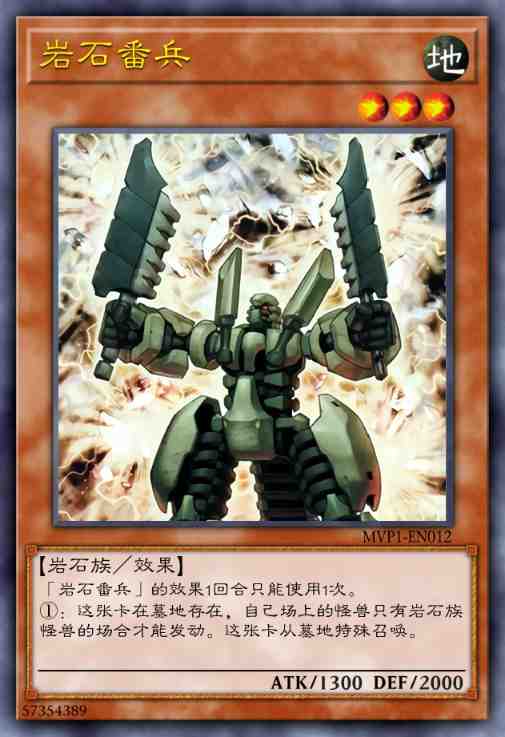 岩石番兵
地
MVP1-EN012
【岩石族／效果】
「岩石番兵」的效果1回合只能使用1次。
①：这张卡在墓地存在，自己场上的怪兽只有岩石族
怪兽的场合才能发动。这张卡从墓地特殊召唤。
ATK/1300 DEF/2000
57354389